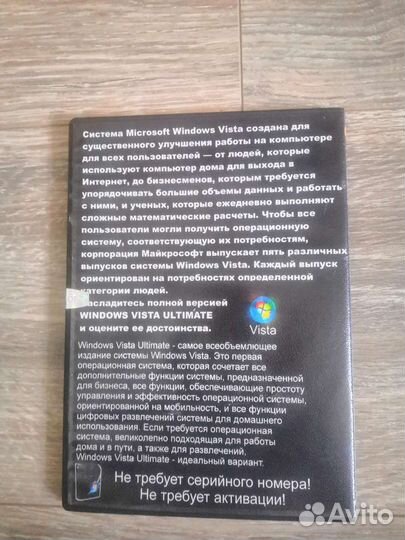 Система Microsoft Windows Vista создана для
существенного улучшения работы на компьютере
для всех пользователей — от людей, которые
используют компьютер дома для выхода в
Интернет, до бизнесменов, которым требуется
упорядочивать большие объемы данных и работать
с ними, и ученых, которые ежедневно выполняют
сложные математические расчеты. Чтобы все
пользователи могли получить операционную
систему, соответствующую их потребностям,
корпорация Майкрософт выпускает пять различных
выпусков системы Windows Vista. Каждый выпуск
ориентирован на потребностях определенной
категории людей.
сладитесь полной версией
WINDOWS VISTA ULTIMATE
и оцените ее достоинства.
Vista
Windows Vista Ultimate - самое всеобъемлющее
издание системы Windows Vista. Это первая
операционная система, которая сочетает все
дополнительные функции системы, предназначенной
для бизнеса, все функции, обеспечивающие простоту
управления и эффективность операционной системы,
ориентированной на мобильность, и все функции
цифровых развлечений системы для домашнего
использования. Если требуется операционная
система, великолепно подходящая для работы
дома и в пути, а также для развлечений,
Windows Vista Ultimate - идеальный вариант.
Не требует серийного номера!
Не требует активации!
Avito